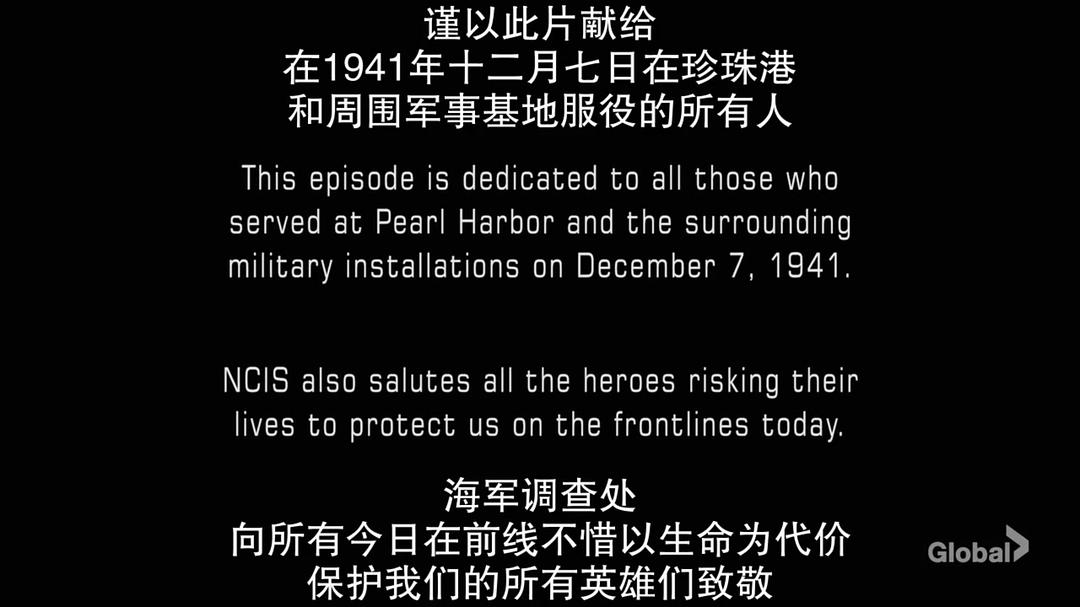 谨以此片献给
在1941年十二月七日在珍珠港
和周围军事基地服役的所有人
This episode is dedicated to all those who
served at Pearl Harbor and the surrounding
military installations on December 7, 1941.
NCIS also salutes all the heroes risking their
lives to protect us on the frontlines today.
海军调查处
向所有今日在前线不惜以生命为代价
保护我们的所有英雄们致敬
Global